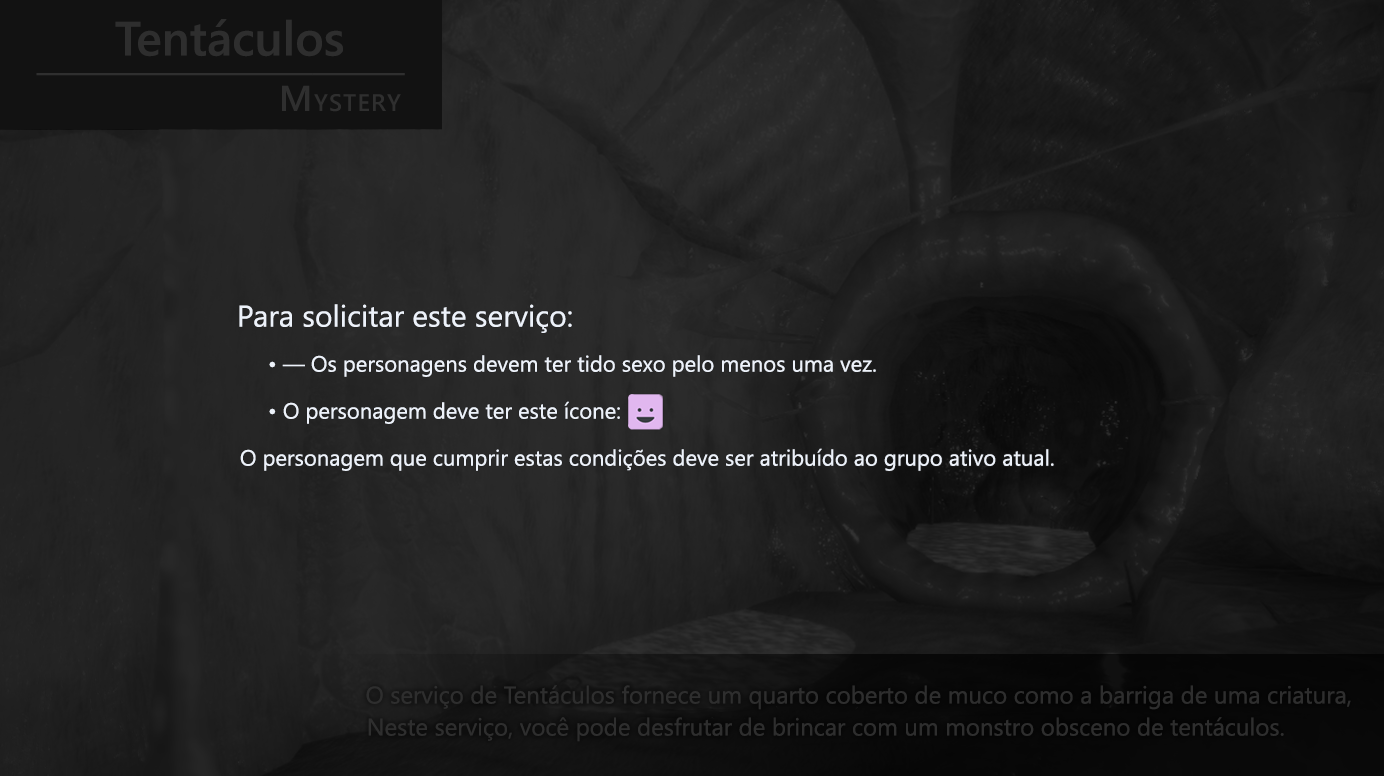 Tentáculos
MYSTERY
Para solicitar este serviço:
• — Os personagens devem ter tido sexo pelo menos uma vez.
• O personagem deve ter este ícone:
O personagem que cumprir estas condições deve ser atribuído ao grupo ativo atual.
O serviço de Tentáculos fornece um quarto coberto de muco como a barriga de uma criatura,
Neste serviço, você pode desfrutar de brincar com um monstro obsceno de tentáculos.